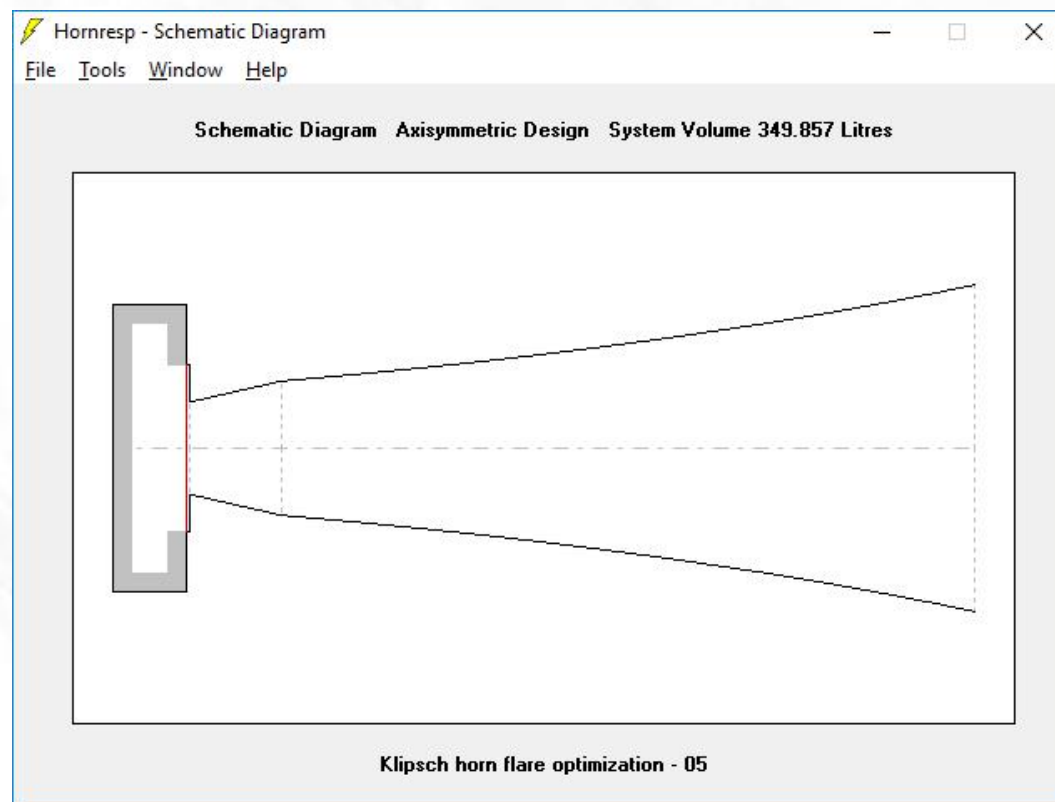 Hornresp - Schematic Diagram
File Tools Window Help
Schematic Diagram Axisymmetric Design System Volume 349.857 Litres
Klipsch horn flare optimization - 05